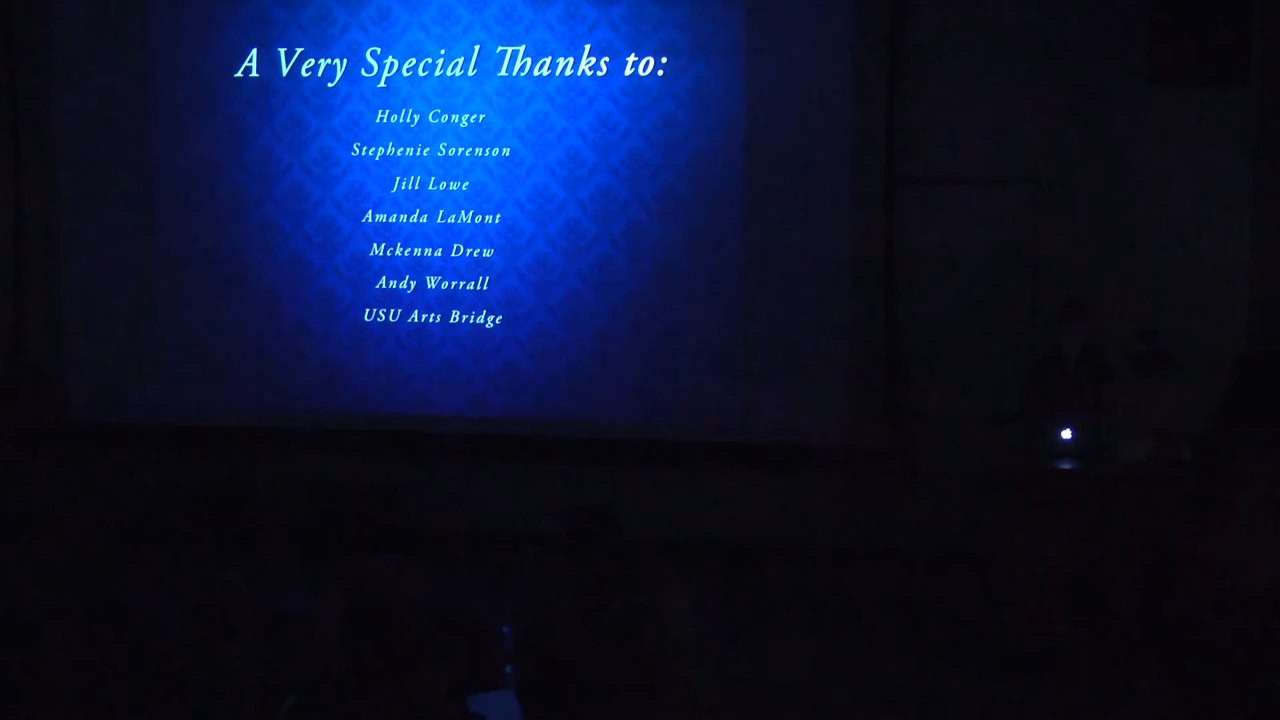 A Very Special Thanks to:
Holly Conger
Stephenie Sorenson
Jill Lowe
Amanda LaMont
Mckenna Drew
Andy Worrall
USU Arts Bridge